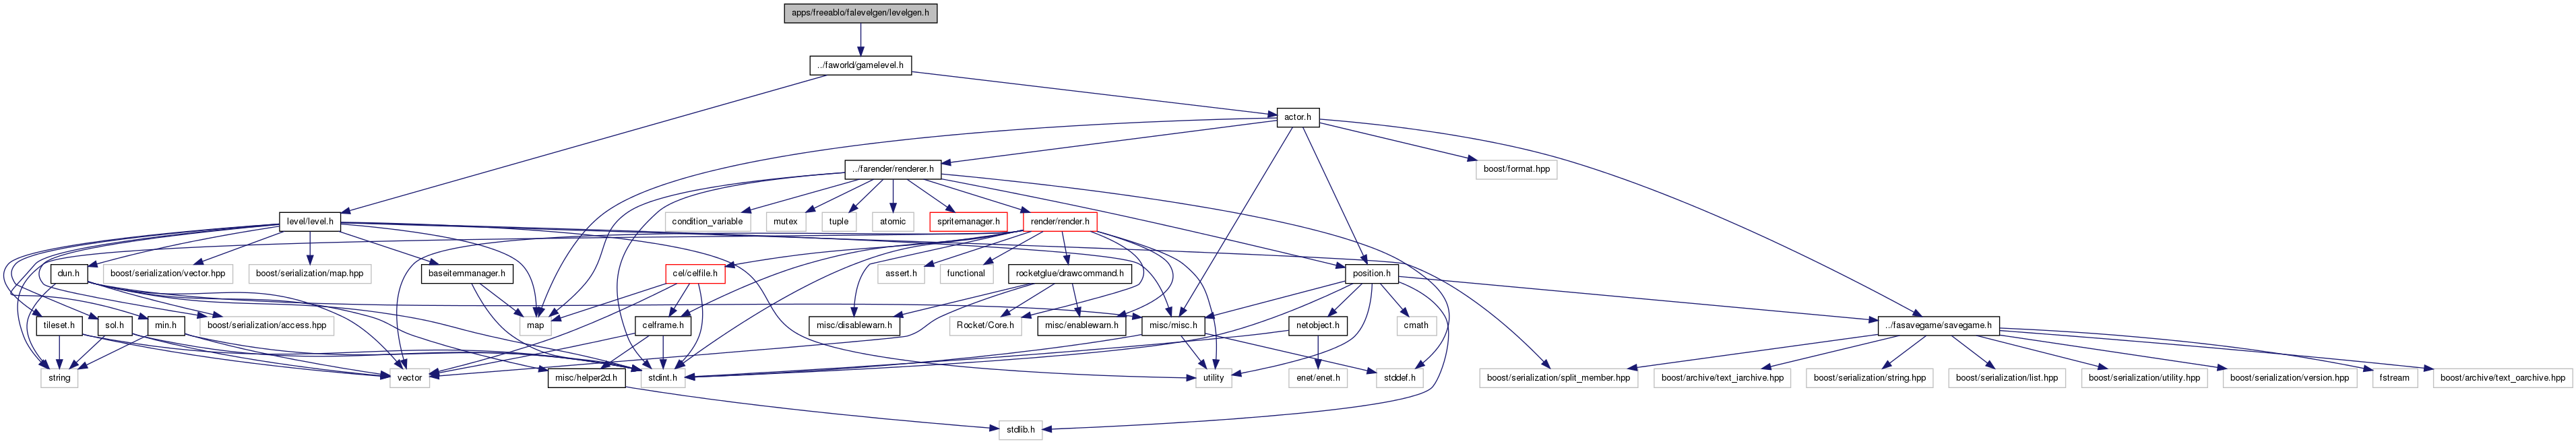 apps/freeablo/falevelgen/levelgen.h
../faworld/gamelevel.h
actor.h
../farender/renderer.h
boost/format.hpp
level/level.h
condition_variable
mutex
tuple
atomic
spritemanager.h
render/render.h
dun.h
boost/serialization/vector.hpp
boost/serialization/map.hpp
baseitemmanager.h
cel/celfile.h
assert.h
functional
rocketglue/drawcommand.h
position.h
tileset.h
sol.h
min.h
boost/serialization/access.hpp
map
celframe.h
misc/disablewarn.h
Rocket/Core.h
misc/enablewarn.h
misc/misc.h
netobject.h
cmath
../fasavegame/savegame.h
string
vector
misc/helper2d.h
stdint.h
utility
enet/enet.h
stddef.h
boost/serialization/split_member.hpp
boost/archive/text_iarchive.hpp
boost/serialization/string.hpp
boost/serialization/list.hpp
boost/serialization/utility.hpp
boost/serialization/version.hpp
fstream
boost/archive/text_oarchive.hpp
stdlib.h